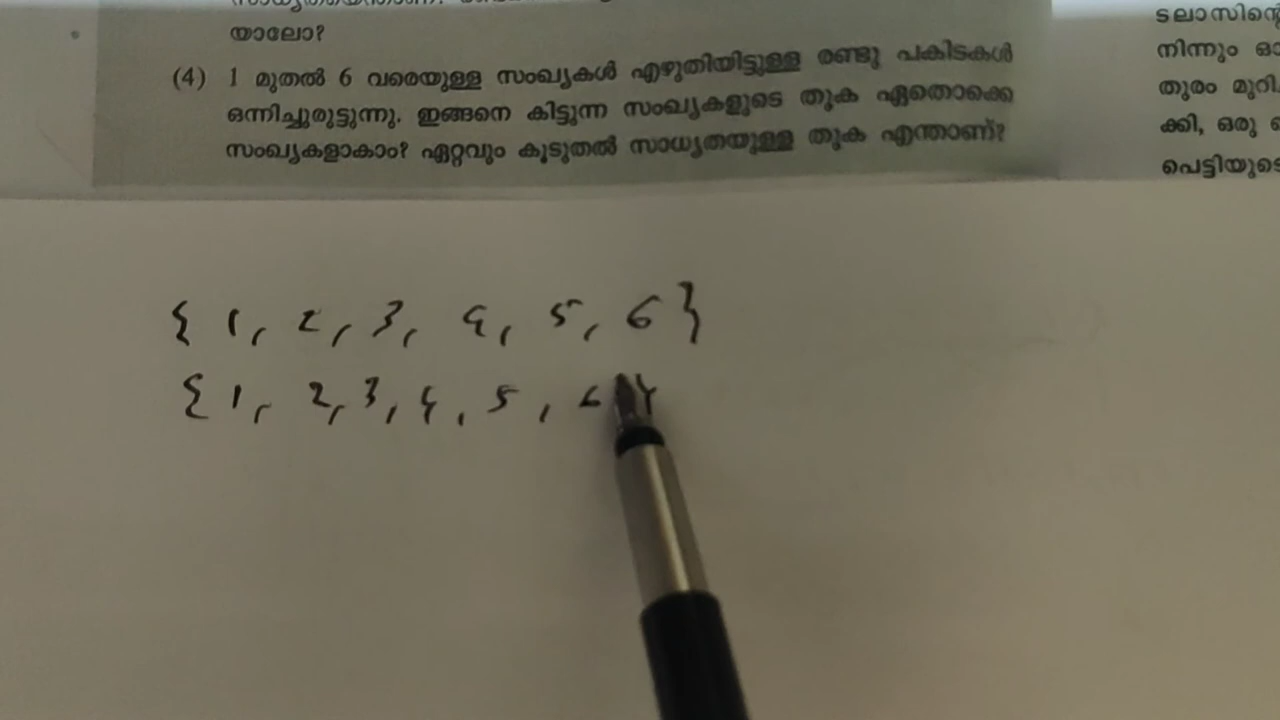 യാലോ?
(4) 1 മുതൽ 6 വരെയുള്ള സംഖ്യകൾ എഴുതിയിട്ടുള്ള രണ്ടു പകിടകൾ
ഒന്നിച്ചുരുട്ടുന്നു. ഇങ്ങനെ കിട്ടുന്ന സംഖ്യകളുടെ തുക ഏതൊക്കെ
സംഖ്യകളാകാം? ഏറ്റവും കൂടുതൽ സാധ്യതയുള്ള തുക എന്താണ്?
നിന്നും
തുരം മുറി
ക്കി, ഒരു
പെട്ടിയുടെ
{ 1, 2, 3, 4, 5, 6 }
{ 1, 2, 3, 4, 5, 6 }